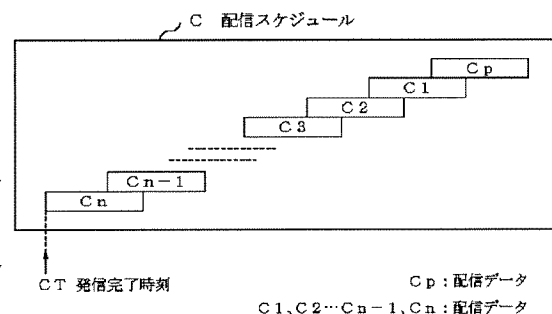 C 配信スケジュール
Cp
C1
C2
C3
Cn-1
Cn
CT 発信完了時刻
Cp:配信データ
C1、C2…Cn-1、Cn:配信データ